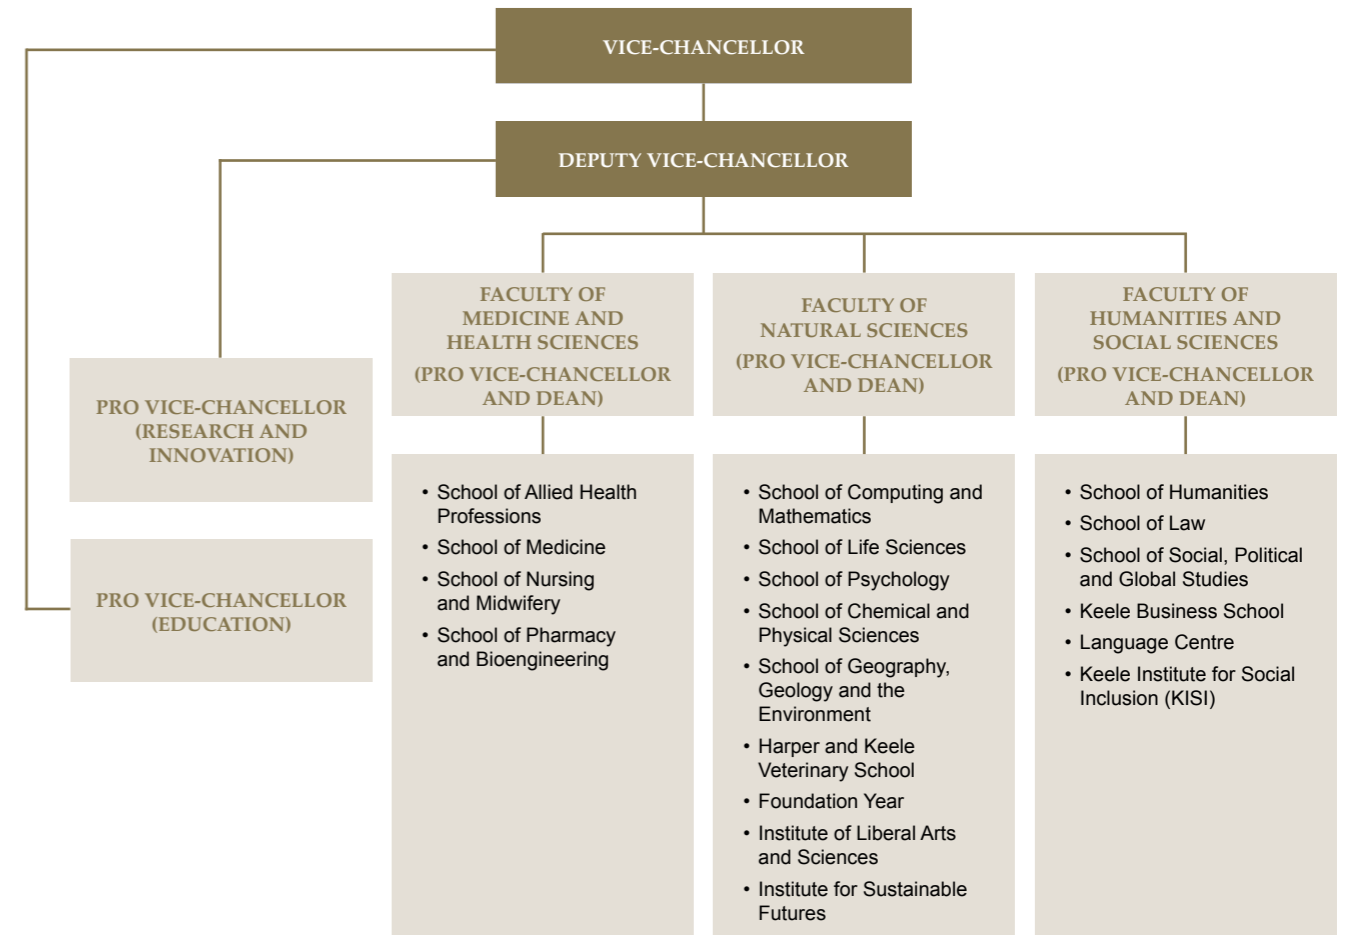 VICE-CHANCELLOR
DEPUTY VICE-CHANCELLOR
PRO VICE-CHANCELLOR
(RESEARCH AND
INNOVATION)
PRO VICE-CHANCELLOR
(EDUCATION)
FACULTY OF
MEDICINE AND
HEALTH SCIENCES
(PRO VICE-CHANCELLOR
AND DEAN)
• School of Allied Health
Professions
• School of Medicine
• School of Nursing
and Midwifery
• School of Pharmacy
and Bioengineering
FACULTY OF
NATURAL SCIENCES
(PRO VICE-CHANCELLOR
AND DEAN)
• School of Computing and
Mathematics
• School of Life Sciences
• School of Psychology
• School of Chemical and
Physical Sciences
• School of Geography,
Geology and the
Environment
• Harper and Keele
Veterinary School
• Foundation Year
• Institute of Liberal Arts
and Sciences
• Institute for Sustainable
Futures
FACULTY OF
HUMANITIES AND
SOCIAL SCIENCES
(PRO VICE-CHANCELLOR
AND DEAN)
• School of Humanities
• School of Law
• School of Social, Political
and Global Studies
• Keele Business School
• Language Centre
• Keele Institute for Social
Inclusion (KISI)